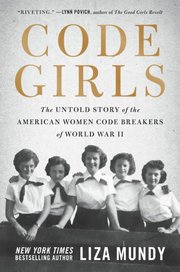 "RIVETING." —LYNN POVICH, author of The Good Girls Revolt
CODE
GIRLS
The UNTOLD STORY of the
AMERICAN WOMEN CODE BREAKERS
of WORLD WAR II
NEW YORK TIMES
BESTSELLING AUTHOR
LIZA MUNDY